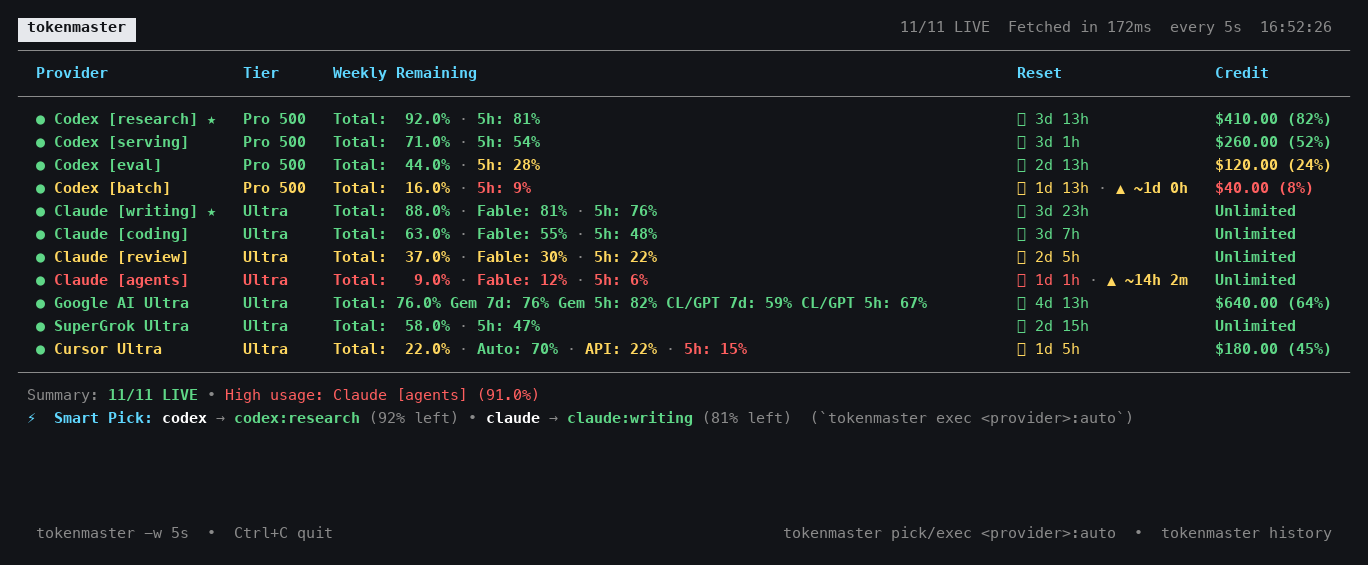 tokenmaster 11/11 LIVE Fetched in 172ms every 5s 16:52:26
Provider Tier Weekly Remaining Reset Credit
● Codex [research] ★ Pro 500 Total: 92.0% · 5h: 81% 3d 13h $410.00 (82%)
● Codex [serving] Pro 500 Total: 71.0% · 5h: 54% 3d 1h $260.00 (52%)
● Codex [eval] Pro 500 Total: 44.0% · 5h: 28% 2d 13h $120.00 (24%)
● Codex [batch] Pro 500 Total: 16.0% · 5h: 9% 1d 13h · ▲ ~1d 0h $40.00 (8%)
● Claude [writing] ★ Ultra Total: 88.0% · Fable: 81% · 5h: 76% 3d 23h Unlimited
● Claude [coding] Ultra Total: 63.0% · Fable: 55% · 5h: 48% 3d 7h Unlimited
● Claude [review] Ultra Total: 37.0% · Fable: 30% · 5h: 22% 2d 5h Unlimited
● Claude [agents] Ultra Total: 9.0% · Fable: 12% · 5h: 6% 1d 1h · ▲ ~14h 2m Unlimited
● Google AI Ultra Ultra Total: 76.0% Gem 7d: 76% Gem 5h: 82% CL/GPT 7d: 59% CL/GPT 5h: 67% 4d 13h $640.00 (64%)
● SuperGrok Ultra Ultra Total: 58.0% · 5h: 47% 2d 15h Unlimited
● Cursor Ultra Ultra Total: 22.0% · Auto: 70% · API: 22% · 5h: 15% 1d 5h $180.00 (45%)
Summary: 11/11 LIVE • High usage: Claude [agents] (91.0%)
⚡ Smart Pick: codex → codex:research (92% left) • claude → claude:writing (81% left) (`tokenmaster exec <provider>:auto`)
tokenmaster −w 5s • Ctrl+C quit tokenmaster pick/exec <provider>:auto • tokenmaster history